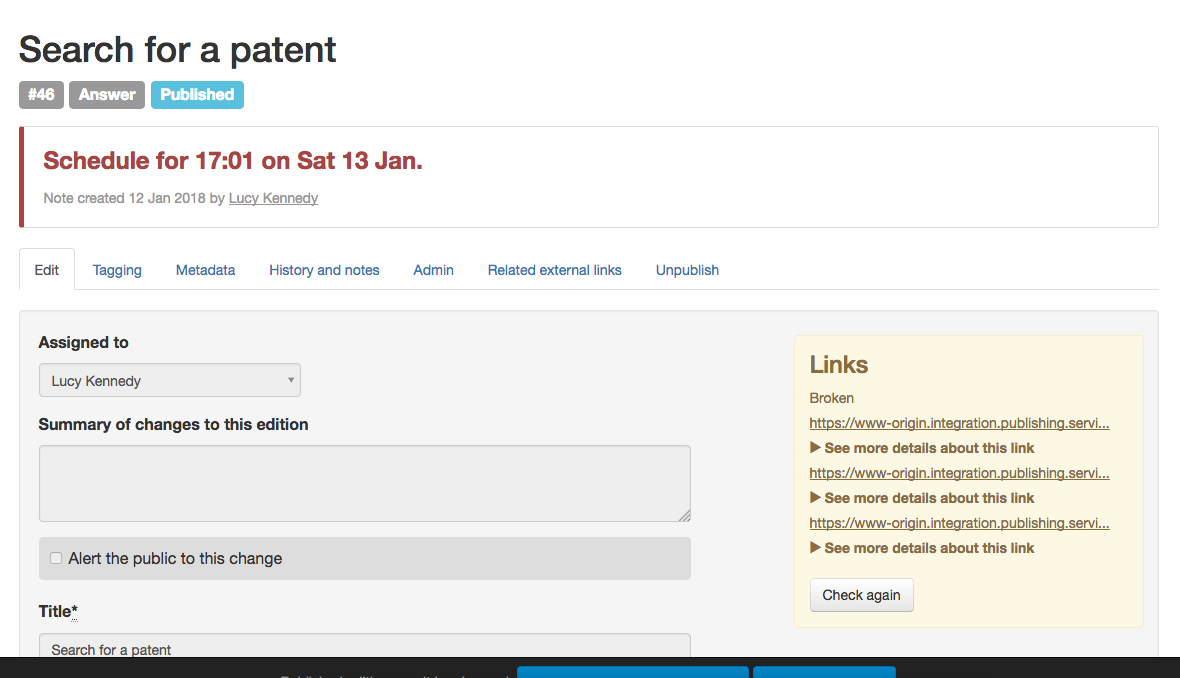 Search for a patent
#46 Answer Published
Schedule for 17:01 on Sat 13 Jan.
Note created 12 Jan 2018 by Lucy Kennedy
Edit Tagging Metadata History and notes Admin Related external links Unpublish
Assigned to
Lucy Kennedy
Summary of changes to this edition
Alert the public to this change
Title*
Search for a patent
Links
Broken
https://www-origin.integration.publishing.servi...
See more details about this link
https://www-origin.integration.publishing.servi...
See more details about this link
https://www-origin.integration.publishing.servi...
See more details about this link
Check again